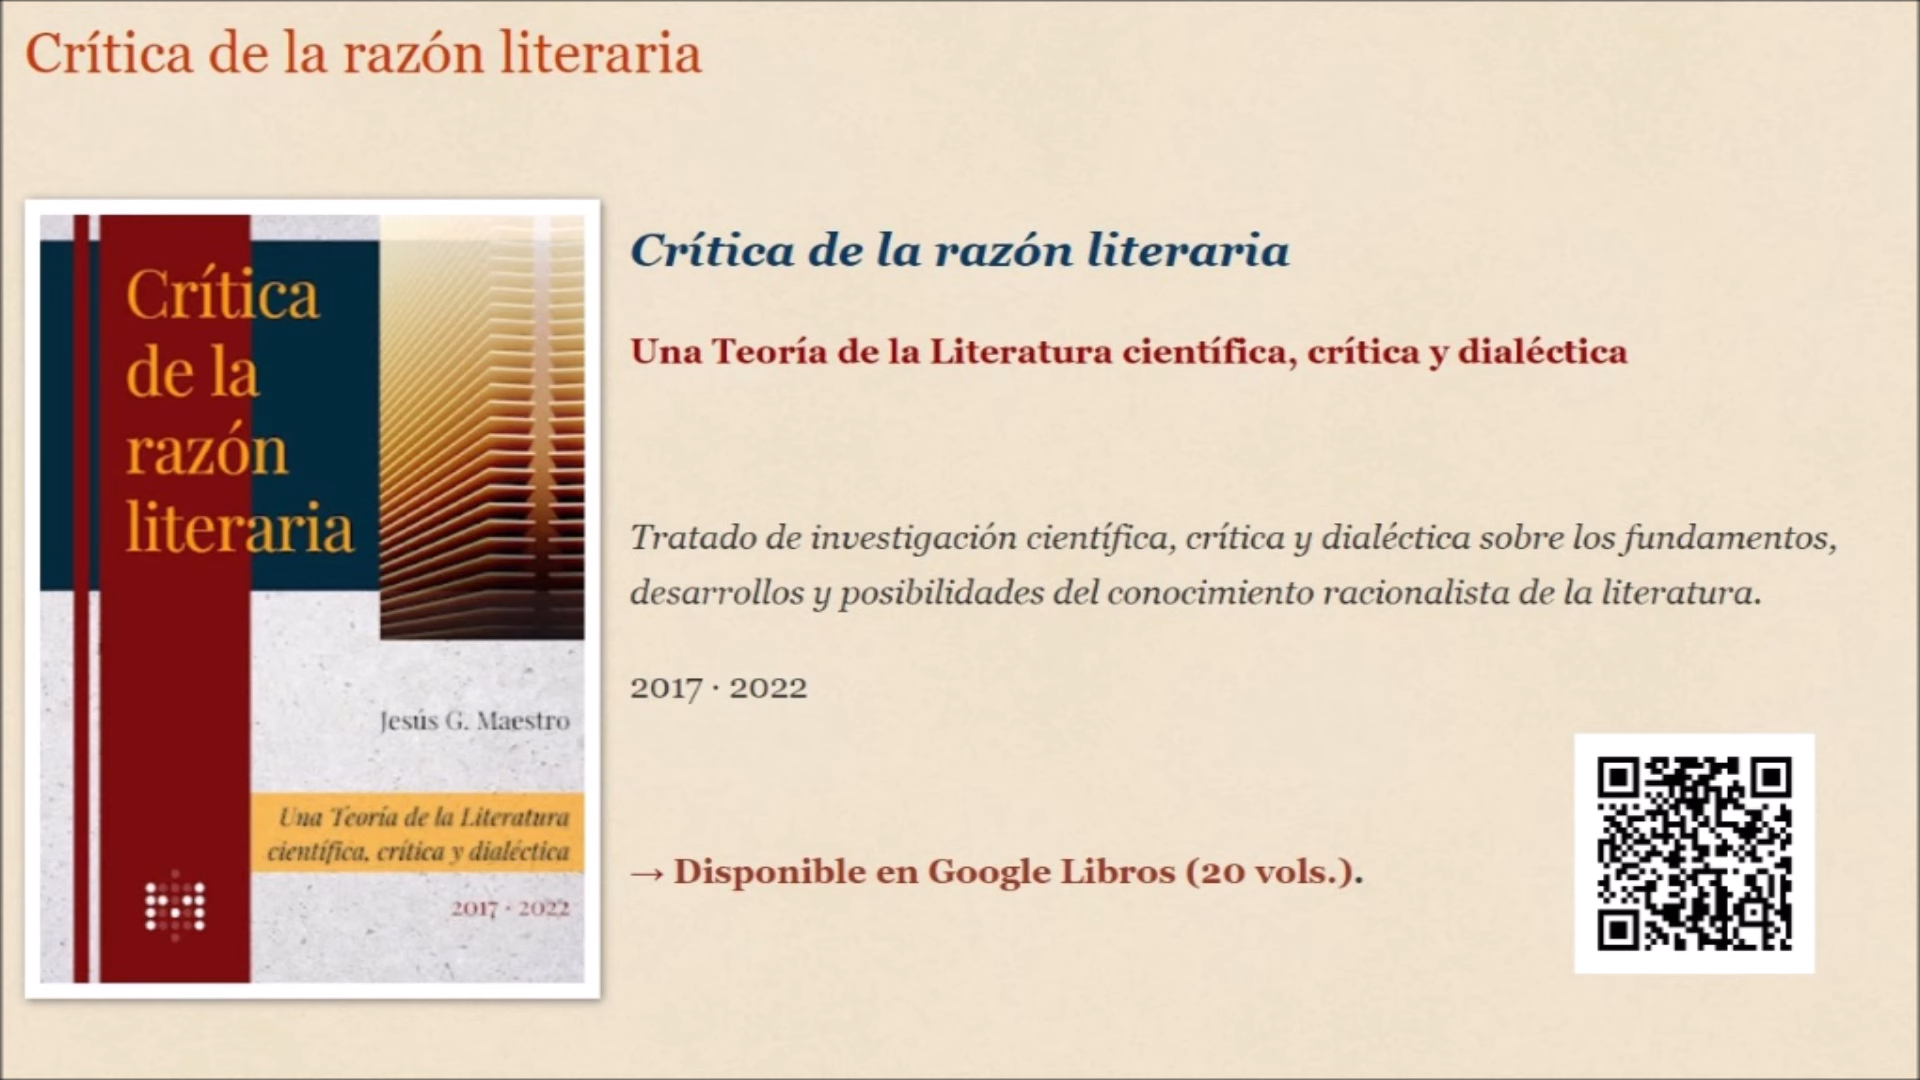 Crítica de la razón literaria
Crítica
de la
razón
literaria
Jesús G. Maestro
Una Teoría de la Literatura
científica, crítica y dialéctica
2017 · 2022
Crítica de la razón literaria
Una Teoría de la Literatura científica, crítica y dialéctica
Tratado de investigación científica, crítica y dialéctica sobre los fundamentos,
desarrollos y posibilidades del conocimiento racionalista de la literatura.
2017 · 2022
→ Disponible en Google Libros (20 vols.).